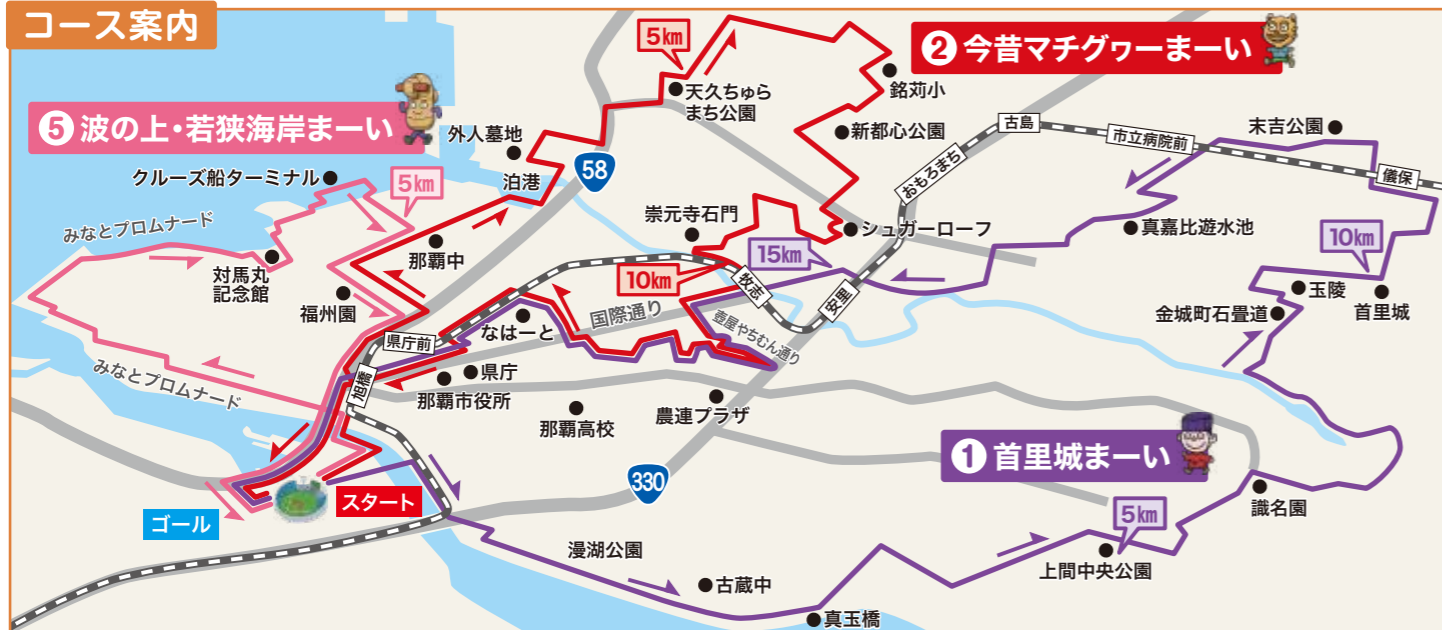 コース案内
5km
❷今昔マチグヮーまーい
天久ちゅら
まち公園
銘苅小
❺波の上・若狭海岸まーい
外人墓地
新都心公園
古島
市立病院前
末吉公園
58
クルーズ船ターミナル
5km
泊港
おもろまち
儀保
みなとプロムナード
崇元寺石門
シュガーローフ
真嘉比遊水池
10km
対馬丸
記念館
那覇中
15km
10km
牧志
安里
玉陵
福州園
国際通り
金城町石畳道
首里城
なはーと
壺屋やちむん通り
県庁前
みなとプロムナード
旭橋
県庁
那覇市役所
那覇高校
農連プラザ
❶首里城まーい
330
スタート
ゴール
識名園
5km
漫湖公園
上間中央公園
古蔵中
真玉橋